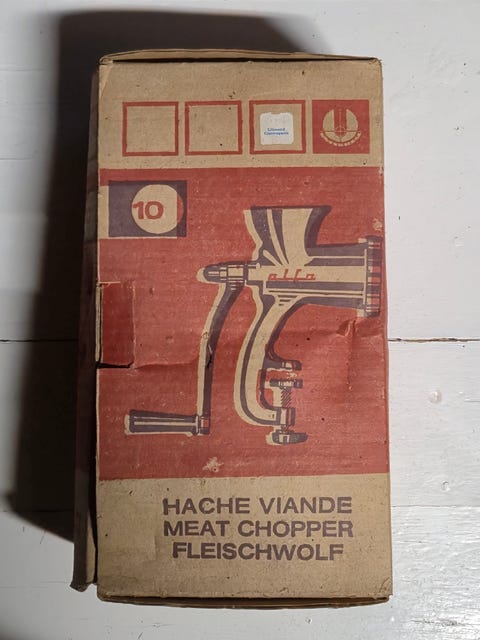 10
alfa
HACHE VIANDE
MEAT CHOPPER
FLEISCHWOLF